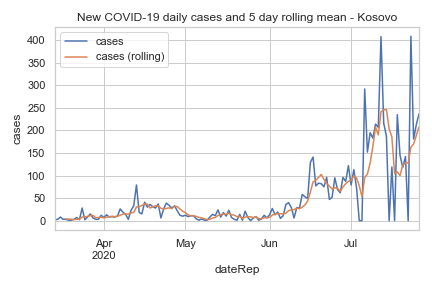 New COVID-19 daily cases and 5 day rolling mean - Kosovo
cases
cases (rolling)
400
350
300
250
200
150
100
50
0
cases
Apr
2020
May
Jun
Jul
dateRep